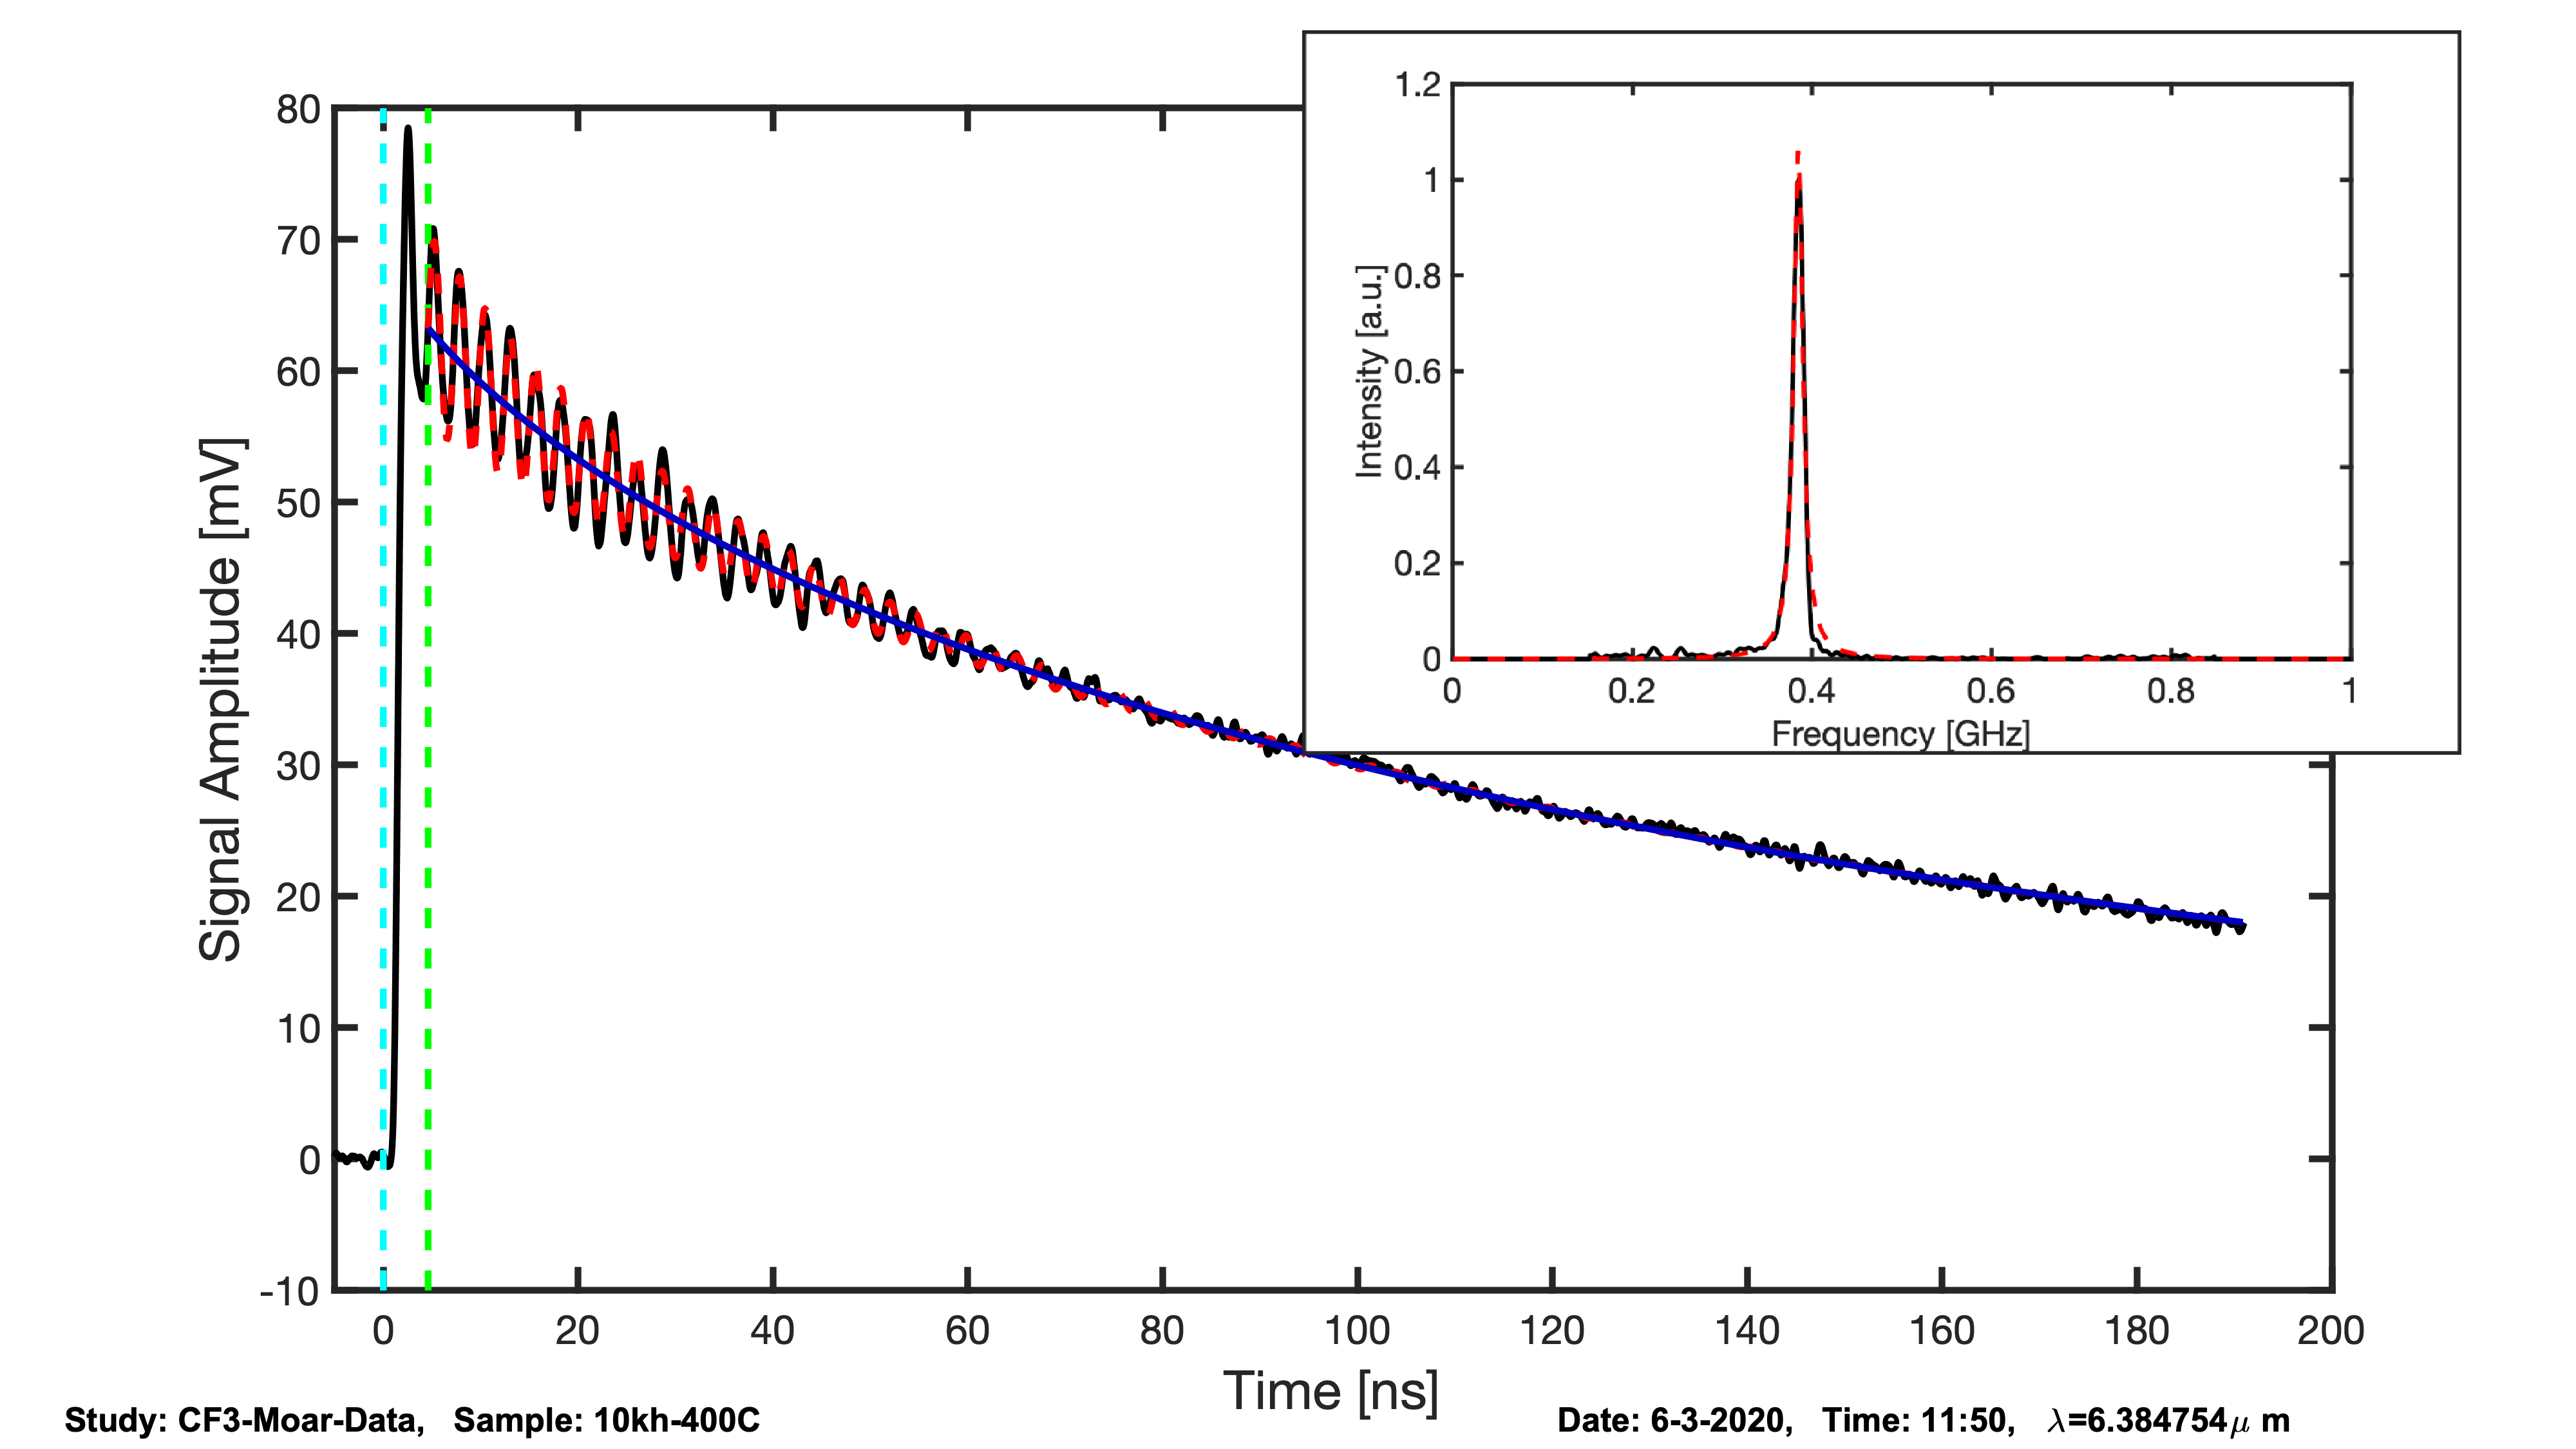 1.2
1
0.8
0.6
0.4
0.2
0
Intensity [a.u.]
0 0.2 0.4 0.6 0.8 1
Frequency [GHz]
80
70
60
50
40
30
20
10
0
-10
Signal Amplitude [mV]
0 20 40 60 80 100 120 140 160 180 200
Time [ns]
Study: CF3-Moar-Data, Sample: 10kh-400C
Date: 6-3-2020, Time: 11:50, λ=6.384754μ m